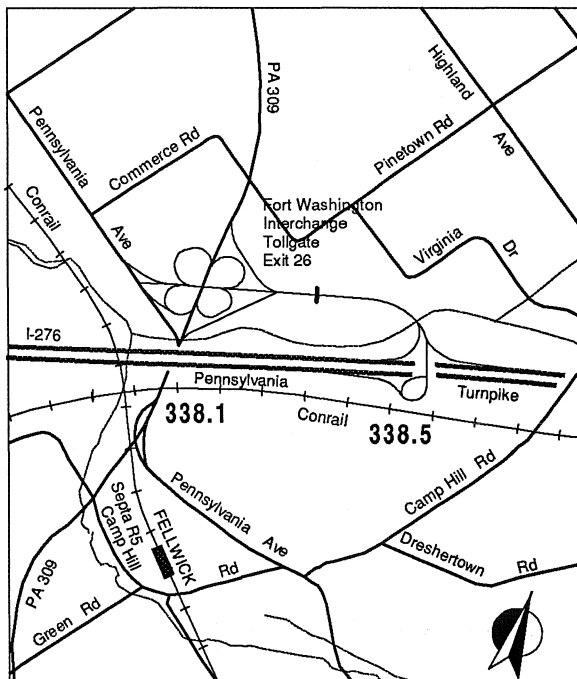 PA 309
Highland
Ave
Pennsylvania
Ave
Commerce Rd
Pinetown Rd
Conrail
Fort Washington
Interchange
Tollgate
Exit 26
Virginia
Dr
I-276
Pennsylvania
Turnpike
338.1
Conrail
338.5
Camp Hill Rd
Pennsylvania Ave
Septa R5
Camp Hill
Rd
FELLWICK
Dreshertown
Rd
PA 309
Green Rd